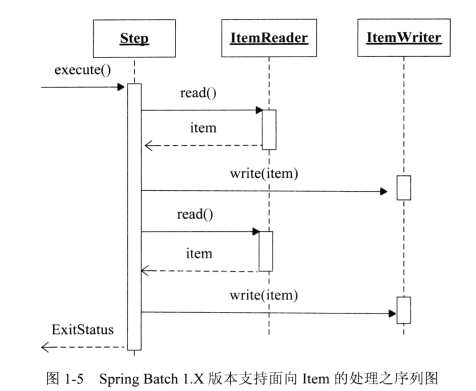 Step
ItemReader
ItemWriter
execute()
read()
item
write(item)
read()
item
write(item)
ExitStatus
图 1-5 Spring Batch 1.X 版本支持面向 Item 的处理之序列图